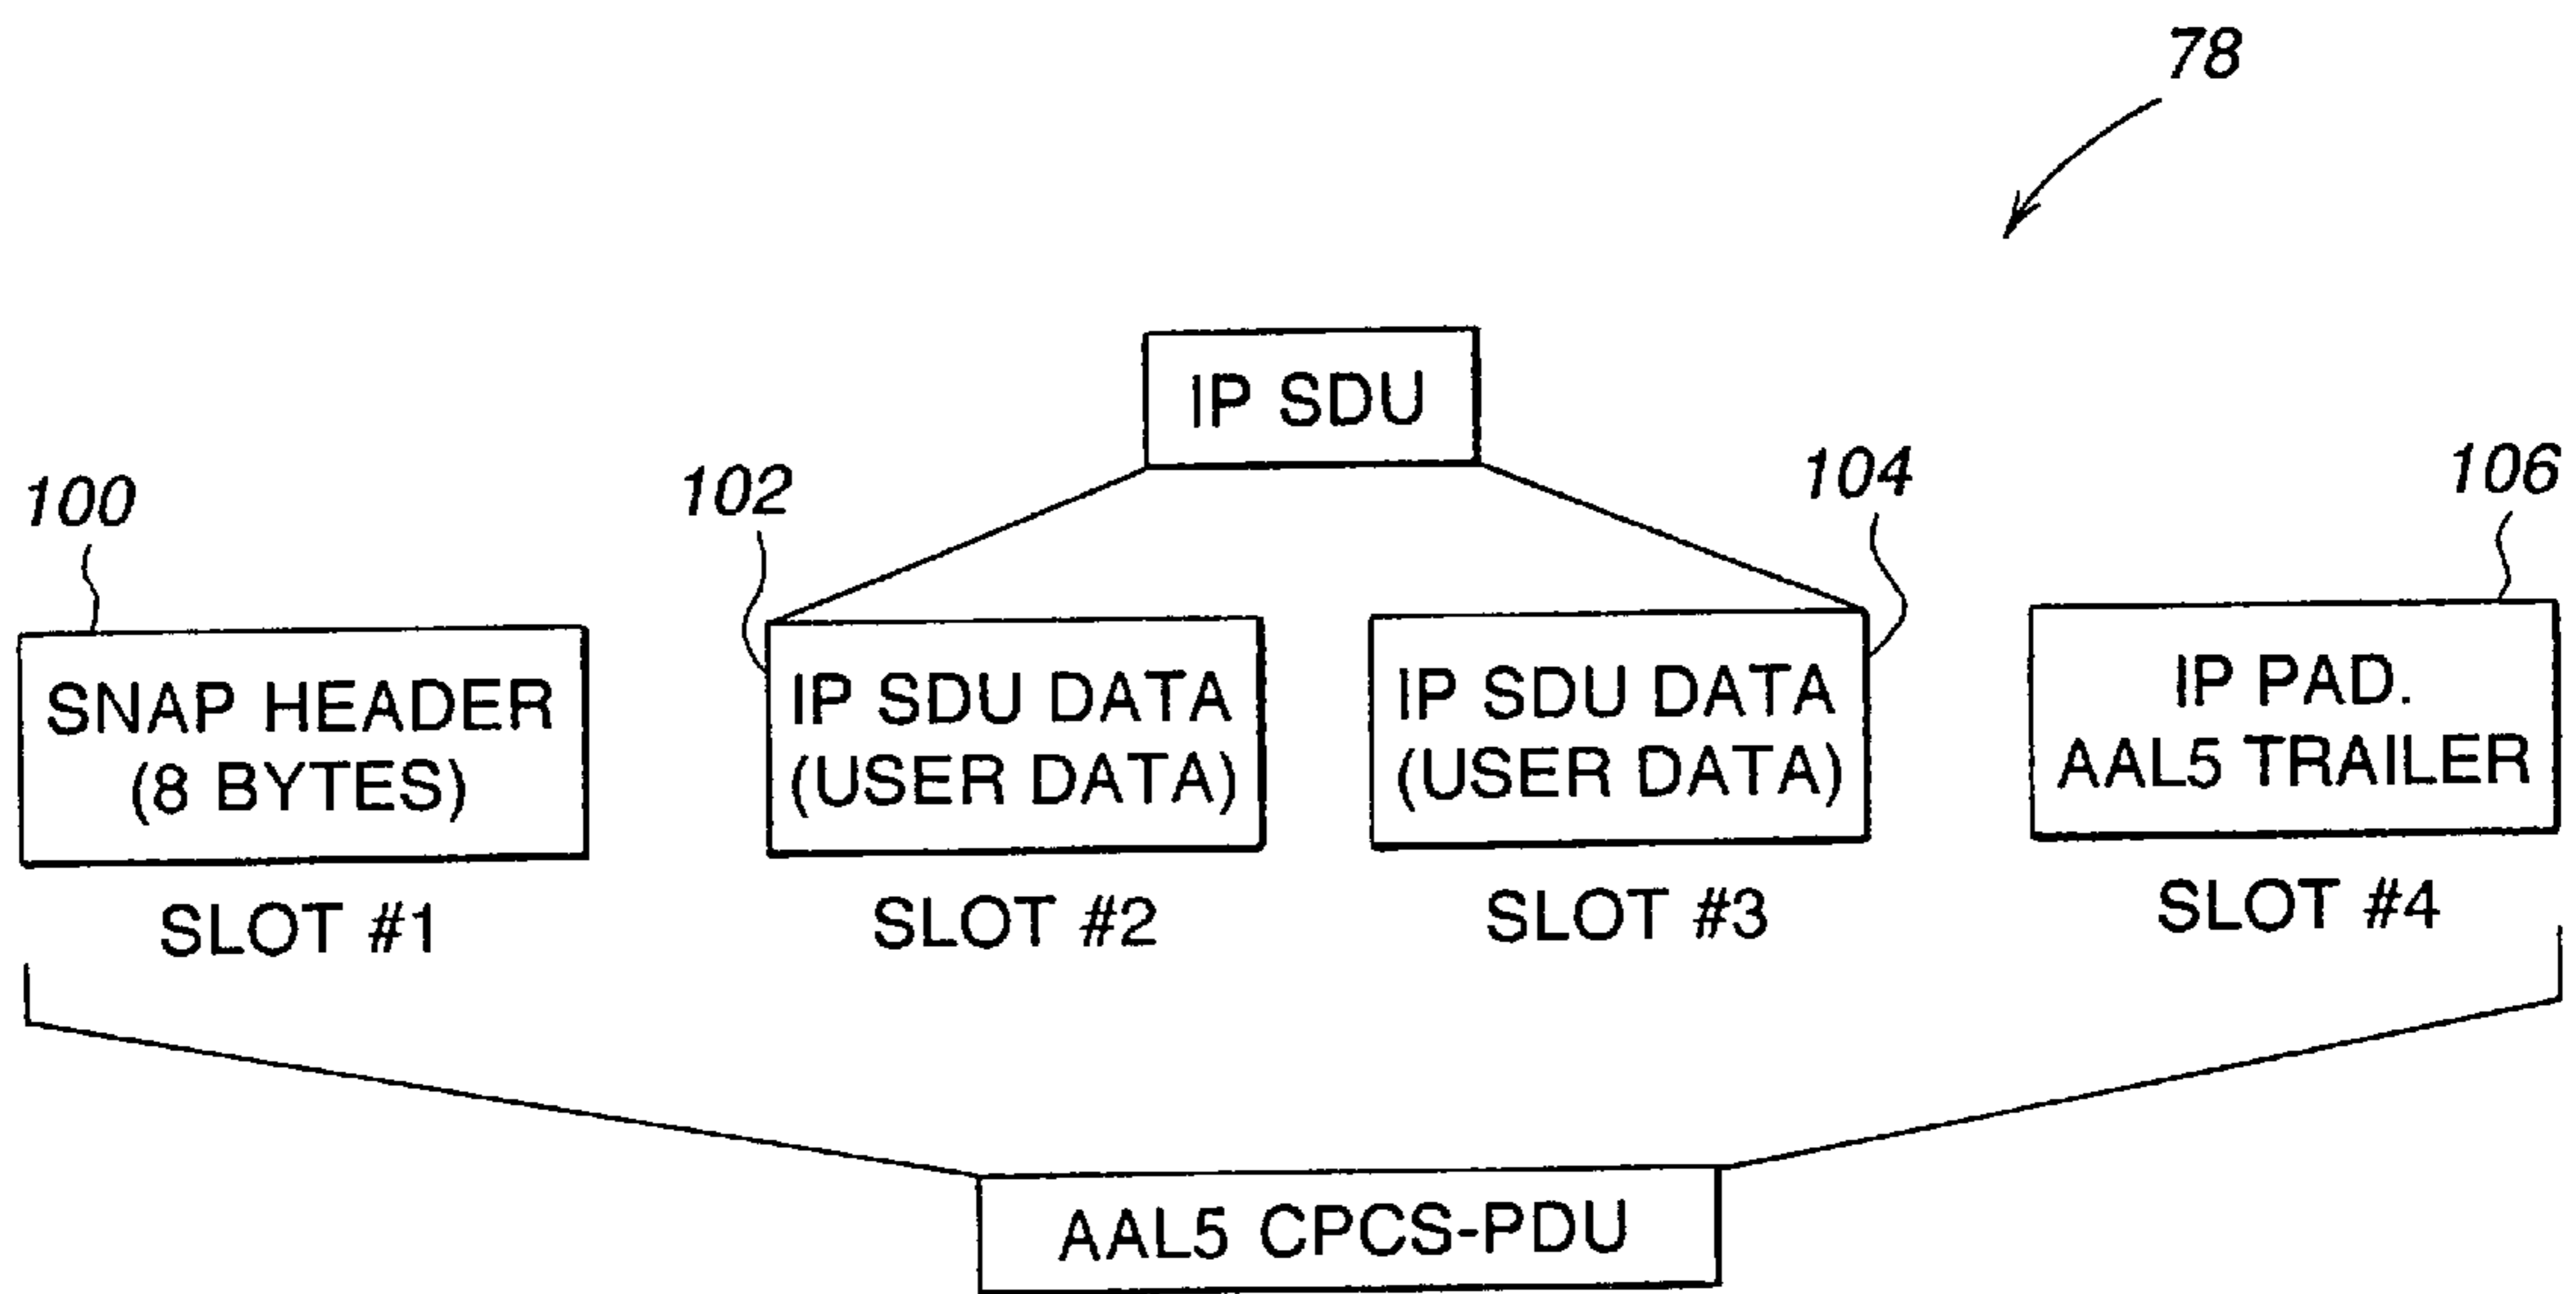 78
IP SDU
100
102
104
106
SNAP HEADER
(8 BYTES)
IP SDU DATA
(USER DATA)
IP SDU DATA
(USER DATA)
IP PAD.
AAL5 TRAILER
SLOT #1
SLOT #2
SLOT #3
SLOT #4
AAL5 CPCS-PDU